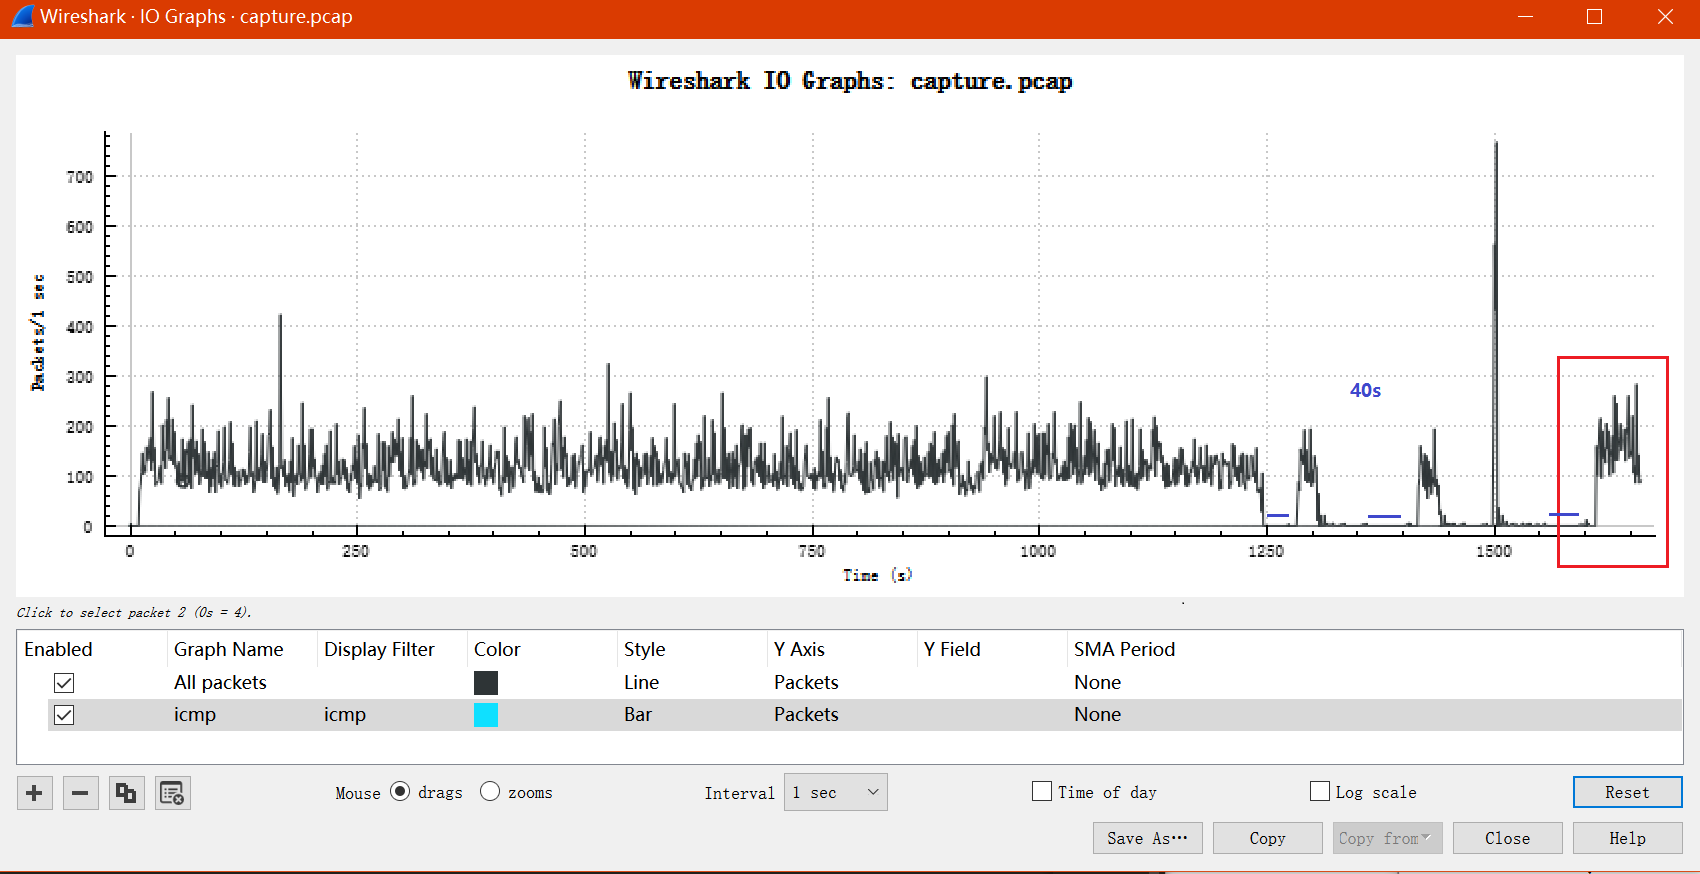 Wireshark · IO Graphs · capture.pcap
Wireshark IO Graphs: capture.pcap
Packets/1 sec
700
600
500
400
300
200
100
0
40s
0 250 500 750 1000 1250 1500
Time (s)
Click to select packet 2 (0s = 4).
Enabled Graph Name Display Filter Color Style Y Axis Y Field SMA Period
All packets Line Packets None
icmp icmp Bar Packets None
Mouse drags zooms Interval 1 sec Time of day Log scale Reset
Save As… Copy Copy from Close Help